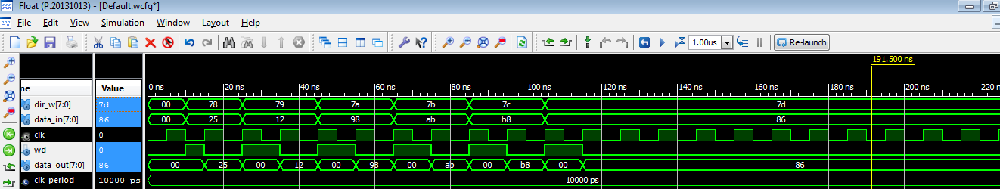 Float (P.20131013) - [Default.wcfg*]
File Edit View Simulation Window Layout Help
1.00us Re-launch
191.500 ns
me Value 0 ns 20 ns 40 ns 60 ns 80 ns 100 ns 120 ns 140 ns 160 ns 180 ns 200 ns 220 n
dir_w[7:0] 7d 00 78 79 7a 7b 7c 7d
data_in[7:0] 86 00 25 12 98 ab b8 86
clk 0
wd 0
data_out[7:0] 86 00 25 00 12 00 98 00 ab 00 b8 00 86
clk_period 10000 ps 10000 ps